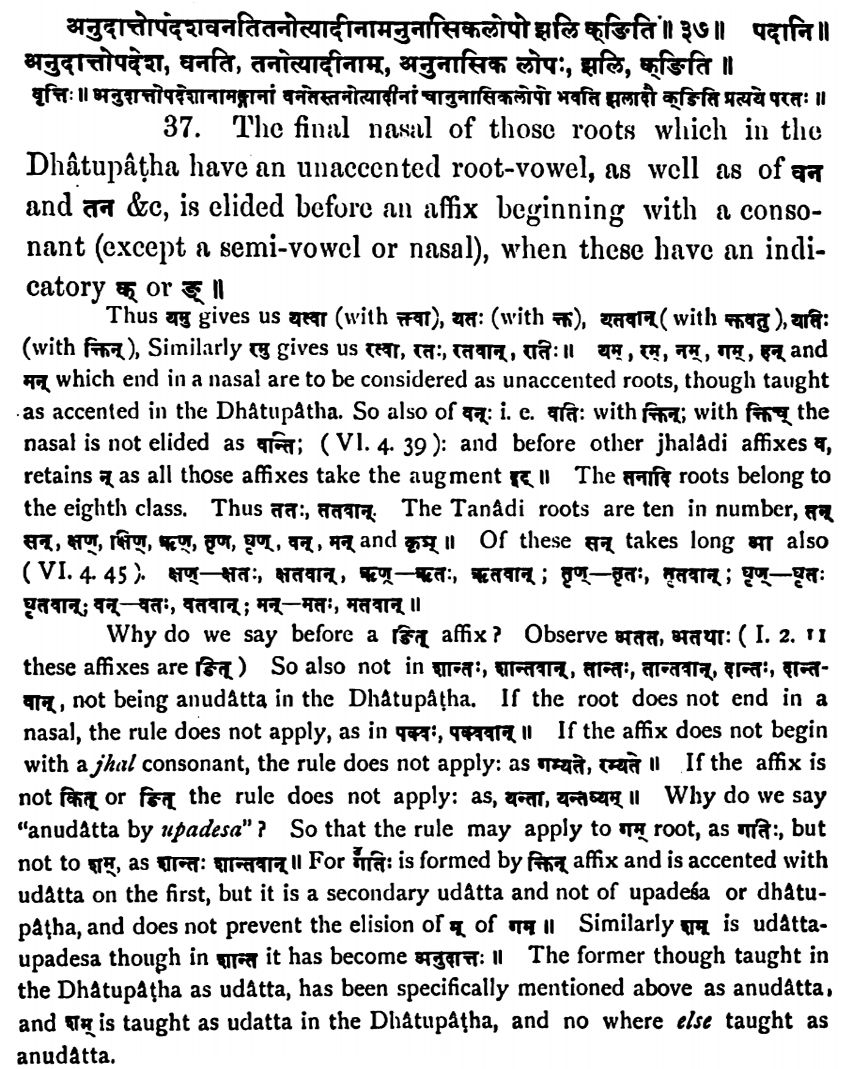 अनुदात्तोपदेशवनतितनोत्यादीनामनुनासिकलोपो झलि क्ङिति ॥ ३७ ॥ पदानि ॥
अनुदात्तोपदेश, वनति, तनोत्यादीनाम्, अनुनासिक लोपः, झलि, क्ङिति ॥
वृत्तिः ॥ अनुदात्तोपदेशानामङ्गानां वनतेस्तनोत्यादीनां चानुनासिकलोपो भवति झलादौ क्ङिति प्रत्यये परतः ॥
37. The final nasal of those roots which in the
Dhâtupâṭha have an unaccented root-vowel, as well as of वन
and तन &c, is elided before an affix beginning with a conso-
nant (except a semi-vowel or nasal), when these have an indi-
catory क् or ङ् ॥
Thus यमु gives us यत्वा (with क्त्वा), यतः (with क्त), यतवान् ( with क्तवतु ), यतिः
(with क्तिन् ), Similarly रमु gives us रत्वा, रतः, रतवान्, रतिः ॥ यम्, रम्, नम्, गम्, हन् and
मन् which end in a nasal are to be considered as unaccented roots, though taught
as accented in the Dhâtupâtha. So also of वन्: i. e. वतिः with क्तिन्; with क्तिच् the
nasal is not elided as वन्ति; ( VI. 4. 39 ): and before other jhalâdi affixes व,
retains न् as all those affixes take the augment इट् ॥ The तनादि roots belong to
the eighth class. Thus ततः, ततवान्. The Tanâdi roots are ten in number, तन्
सन्, क्षण्, क्षिण्, ऋण्, तृण, घृण्, वन्, मन् and कृञ् ॥ Of these सन् takes long आ also
( VI. 4. 45 ). क्षण्—क्षतः, क्षतवान्, ऋण्—ऋतः, ऋतवान् ; तृण्—तृतः, तृतवान् ; घृण्—घृतः
घृतवान्; वन्—वतः, वतवान् ; मन्—मतः, मतवान् ॥
Why do we say before a ङित् affix? Observe अतत, अतथाः ( I. 2. 11
these affixes are ङित् ) So also not in शान्तः, शान्तवान्, तान्तः, तान्तवान्, दान्तः, दान्त-
वान्, not being anudâtta in the Dhâtupâṭha. If the root does not end in a
nasal, the rule does not apply, as in पक्वः, पक्ववान् ॥ If the affix does not begin
with a jhal consonant, the rule does not apply: as गम्यते, रम्यते ॥ If the affix is
not कित् or ङित् the rule does not apply: as, यन्ता, यन्तव्यम् ॥ Why do we say
“anudâtta by upadesa”? So that the rule may apply to गम् root, as गतिः, but
not to शम्, as शान्तः शान्तवान् ॥ For गतिः is formed by क्तिन् affix and is accented with
udâtta on the first, but it is a secondary udâtta and not of upadeśa or dhâtu-
pâṭha, and does not prevent the elision of म् of गम ॥ Similarly शम् is udâtta-
upadesa though in शान्त it has become अनुदात्तः ॥ The former though taught in
the Dhâtupâṭha as udâtta, has been specifically mentioned above as anudâtta,
and शम् is taught as udatta in the Dhâtupâṭha, and no where else taught as
anudâtta.